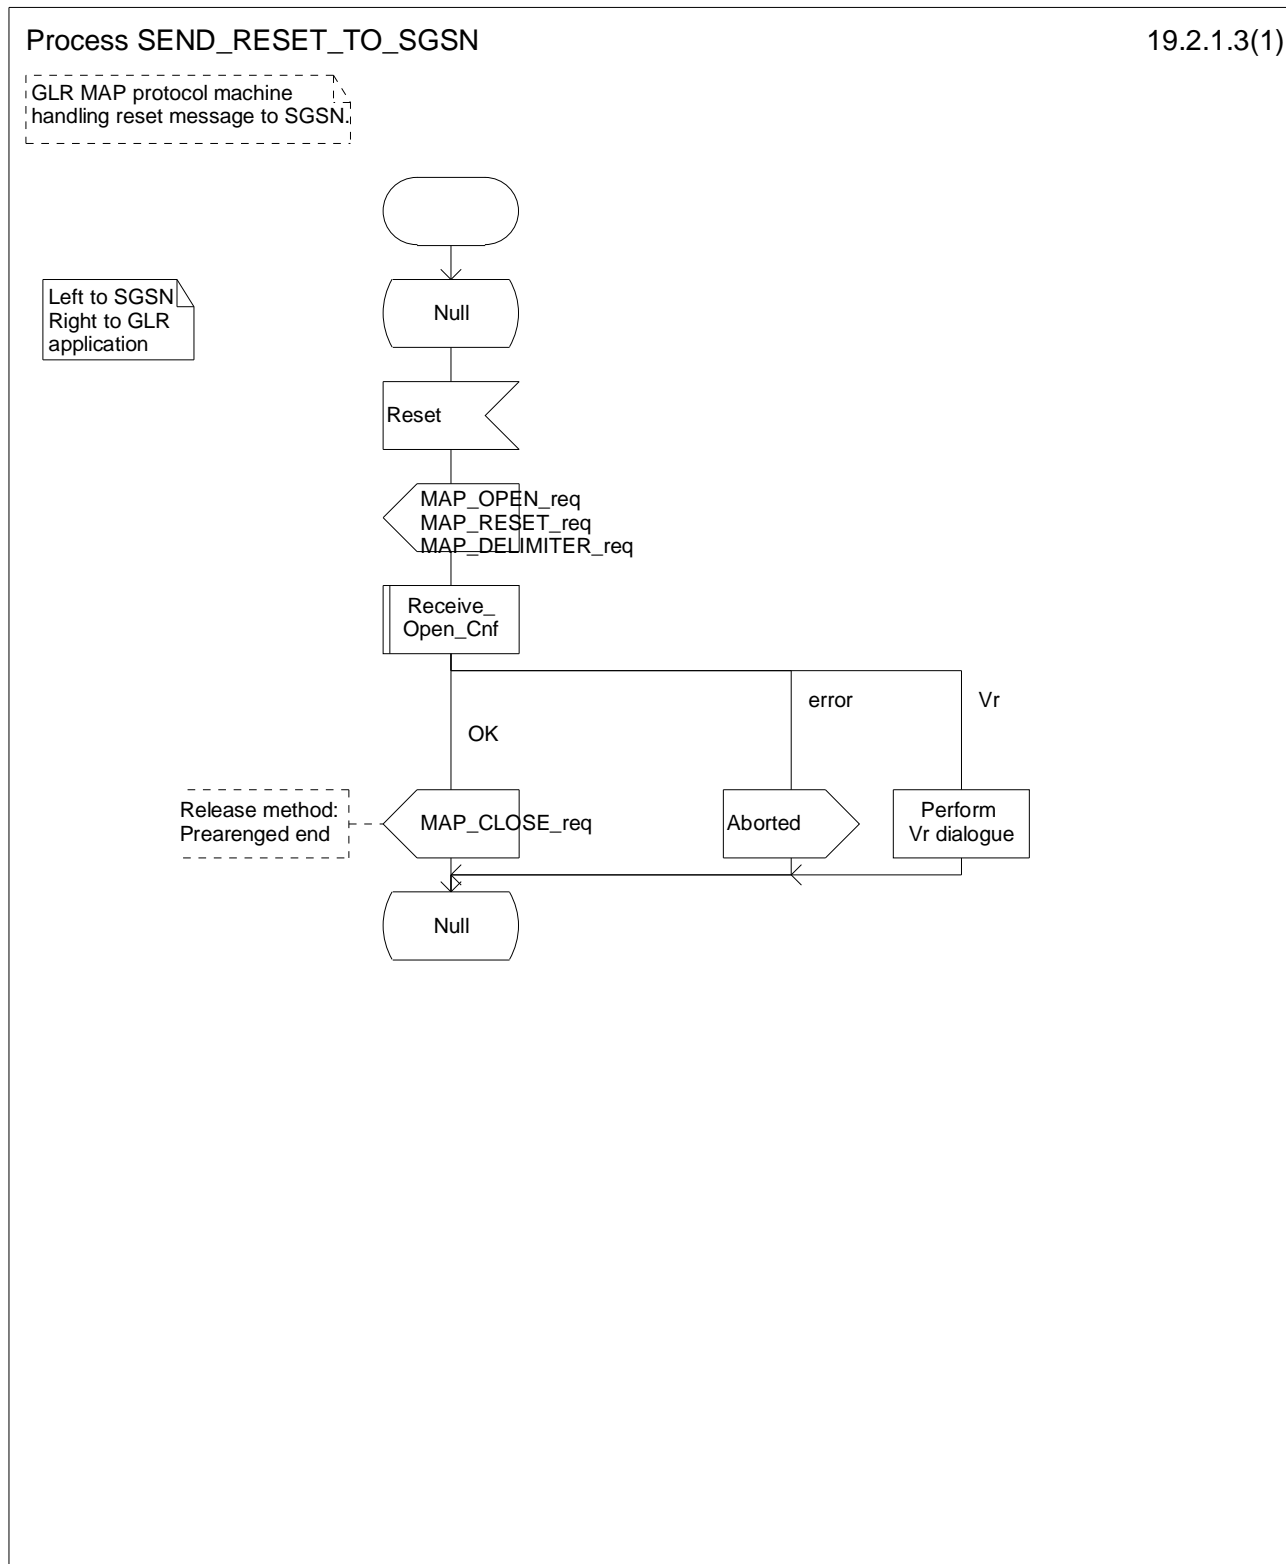 Process SEND_RESET_TO_SGSN
19.2.1.3(1)
GLR MAP protocol machine
handling reset message to SGSN.
Left to SGSN
Right to GLR
application
Null
Reset
MAP_OPEN_req
MAP_RESET_req
MAP_DELIMITER_req
Receive_
Open_Cnf
error
Vr
OK
Release method:
Prearenged end
MAP_CLOSE_req
Aborted
Perform
Vr dialogue
Null